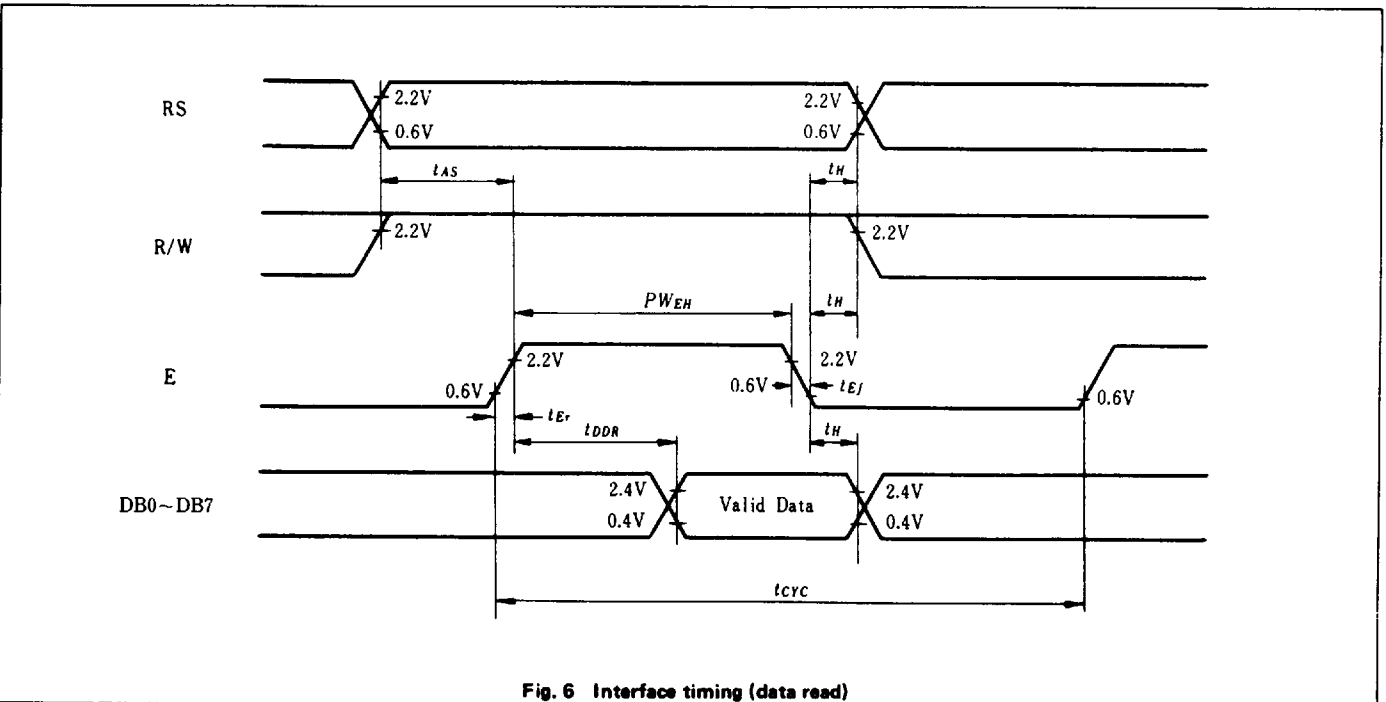 RS
2.2V
0.6V
2.2V
0.6V
tAS
tH
R/W
2.2V
2.2V
PWEH
tH
E
2.2V
2.2V
0.6V
0.6V
tEf
0.6V
tEr
tDDR
tH
DB0~DB7
2.4V
0.4V
Valid Data
2.4V
0.4V
tCYC
Fig. 6 Interface timing (data read)